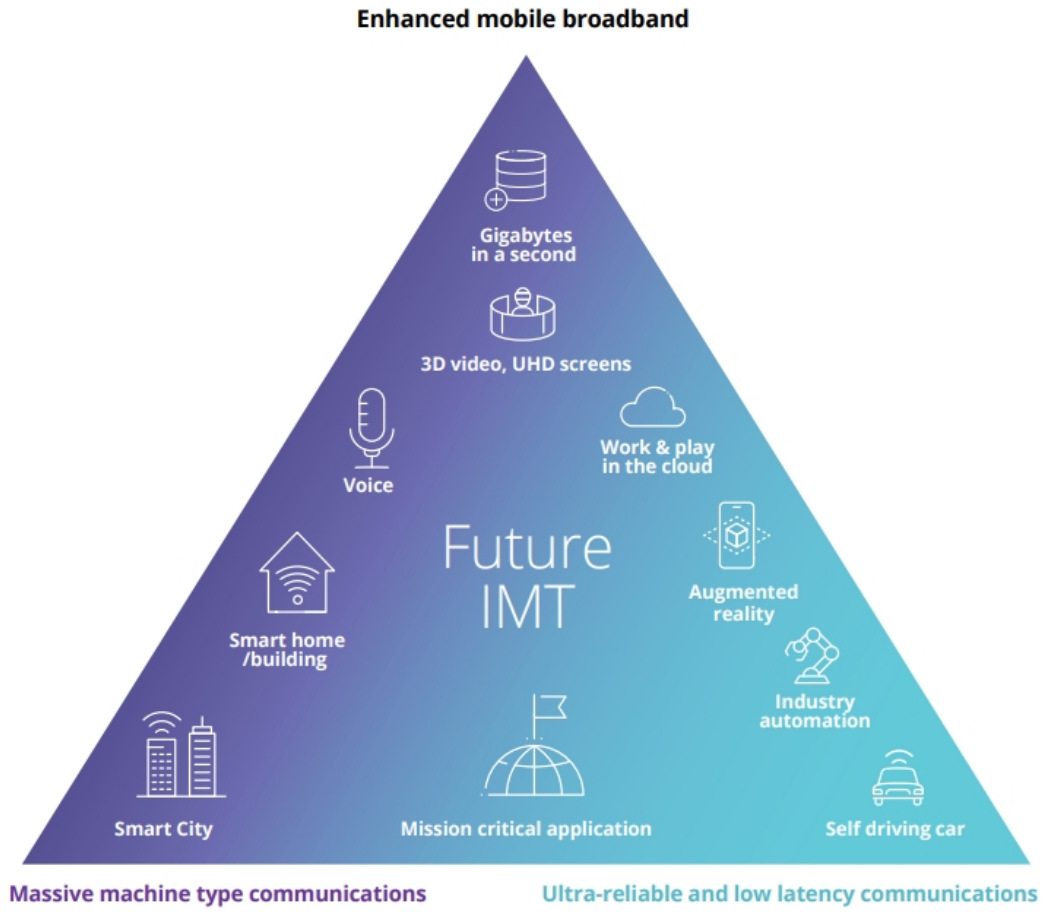 Enhanced mobile broadband
Gigabytes
in a second
3D video, UHD screens
Voice
Work & play
in the cloud
Future
IMT
Augmented
reality
Smart home
/building
Industry
automation
Smart City
Mission critical application
Self driving car
Massive machine type communications
Ultra-reliable and low latency communications